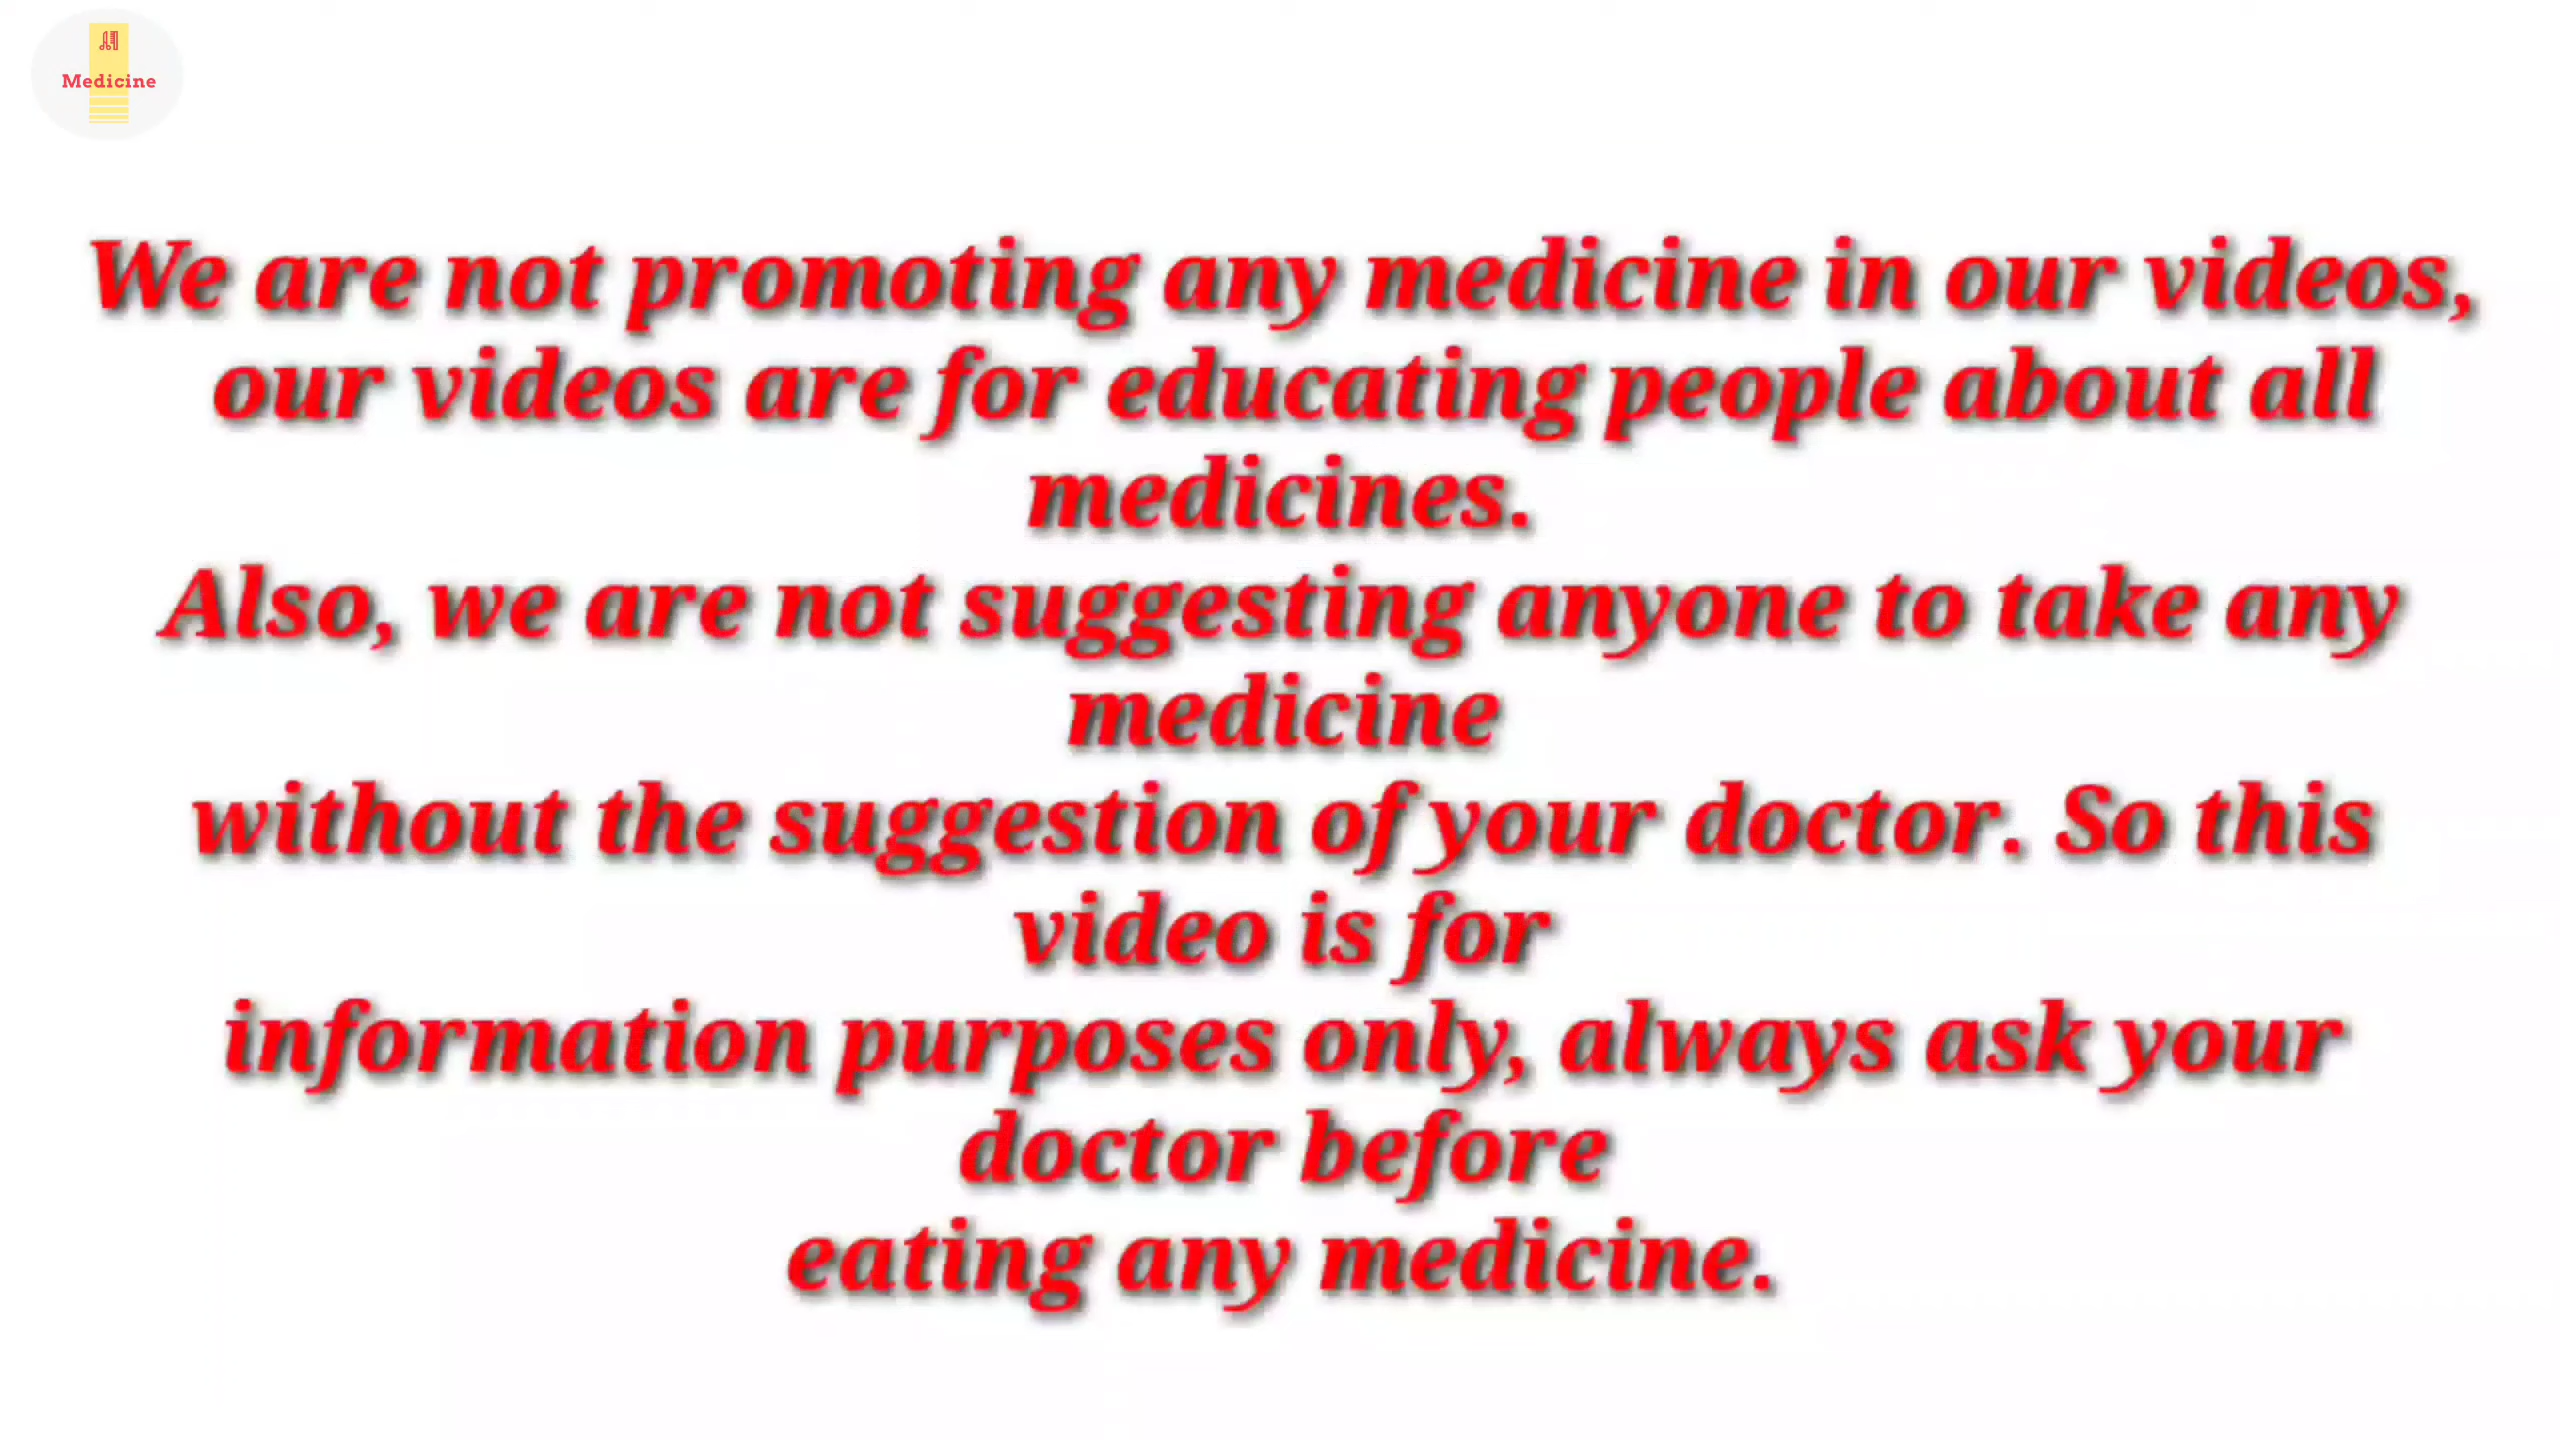 Medicine
We are not promoting any medicine in our videos,
our videos are for educating people about all
medicines.
Also, we are not suggesting anyone to take any
medicine
without the suggestion of your doctor. So this
video is for
information purposes only, always ask your
doctor before
eating any medicine.